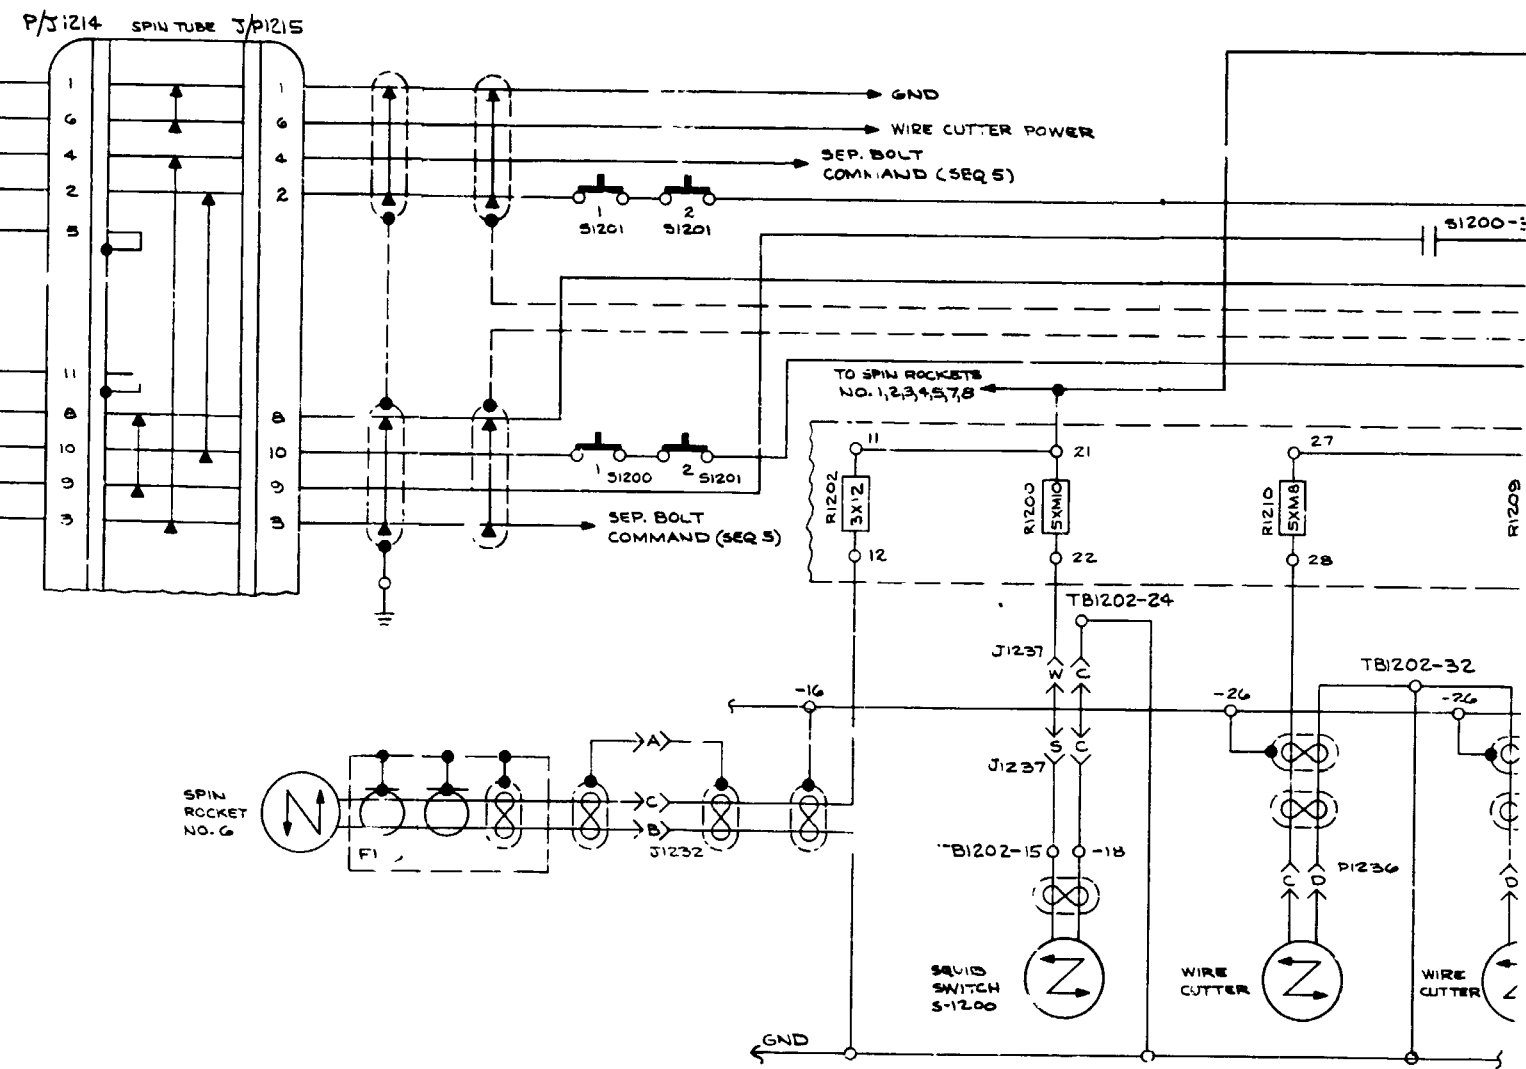 P/J1214 SPIN TUBE J/P1215
1 1 GND
6 6 WIRE CUTTER POWER
4 4 SEP. BOLT
COMMAND (SEQ 5)
2 2
1 2
S1201 S1201
5
S1200-3
11
TO SPIN ROCKETS
NO. 1,2,3,4,5,7,8
8 8
10 10
1 S1200 2 S1201
9 9
3 3 SEP. BOLT
COMMAND (SEQ 5)
11 21 27
R1202 3X12 R1200 5XM10 R1210 5XM8 R1209
12 22 28
TB1202-24
J1237
W C
TB1202-32
-16 -26 -26
S C
J1237
A
SPIN
ROCKET
NO. 6
C
B
J1232
F1
B1202-15 -18
P1236
C D D
SQUIB
SWITCH
S-1200
WIRE
CUTTER
WIRE
CUTTER
GND